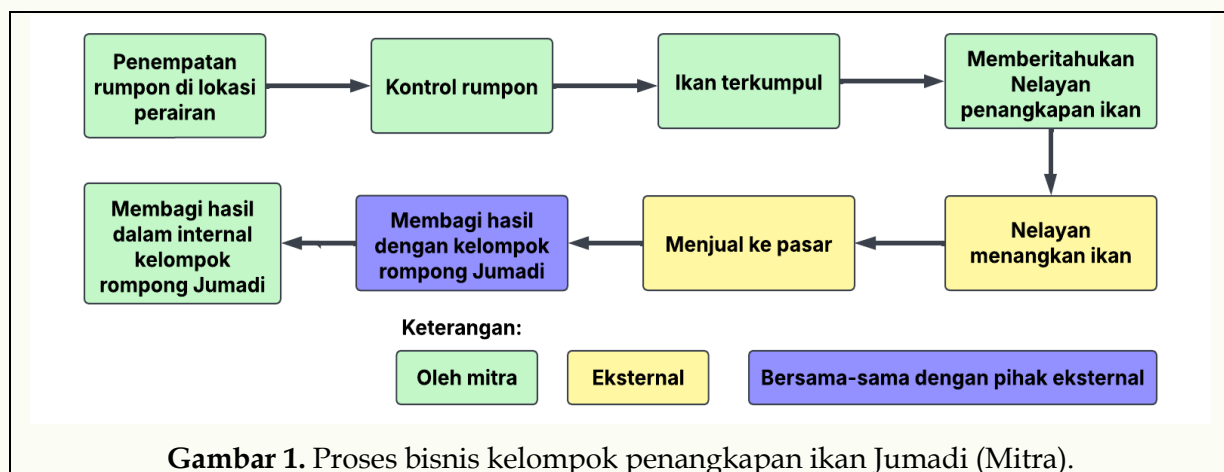 Penempatan
rumpon di lokasi
perairan
Kontrol rumpon
Ikan terkumpul
Memberitahukan
Nelayan
penangkapan ikan
Membagi hasil
dalam internal
kelompok
rompong Jumadi
Membagi hasil
dengan kelompok
rompong Jumadi
Menjual ke pasar
Nelayan
menangkan ikan
Keterangan:
Oleh mitra
Eksternal
Bersama-sama dengan pihak eksternal
Gambar 1. Proses bisnis kelompok penangkapan ikan Jumadi (Mitra).